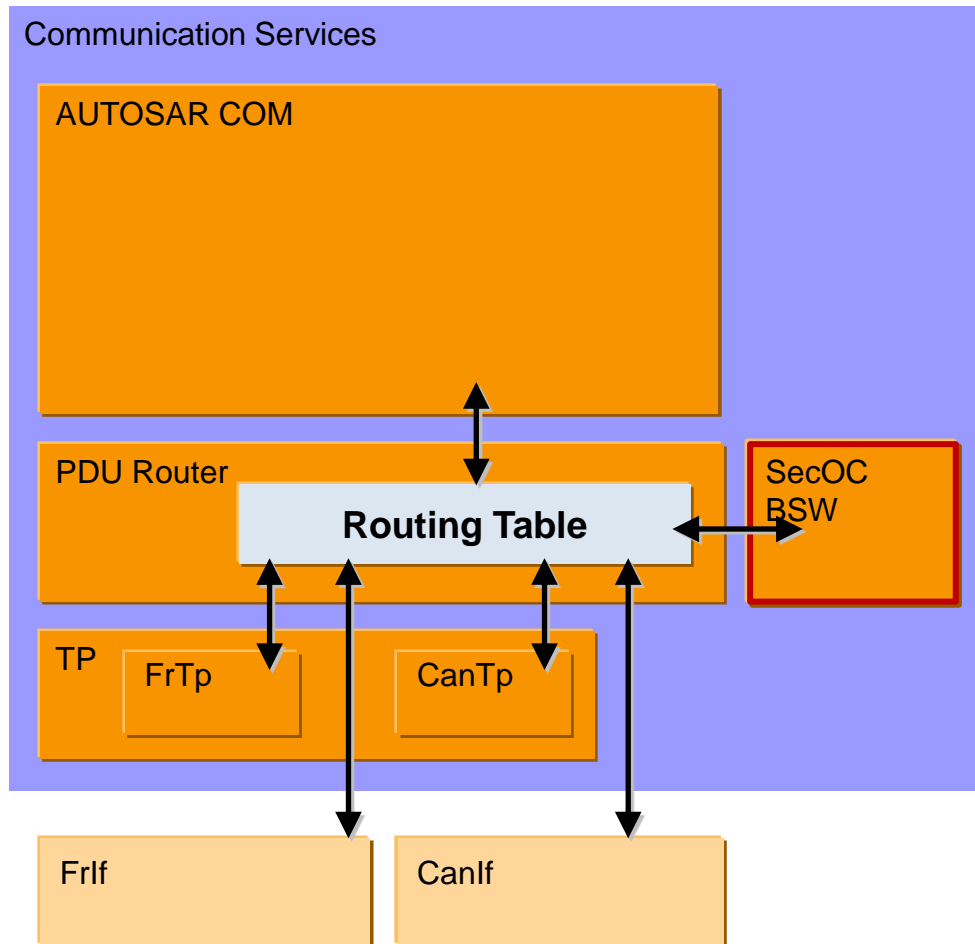 Communication Services
AUTOSAR COM
PDU Router
Routing Table
SecOC
BSW
TP
FrTp
CanTp
FrIf
CanIf